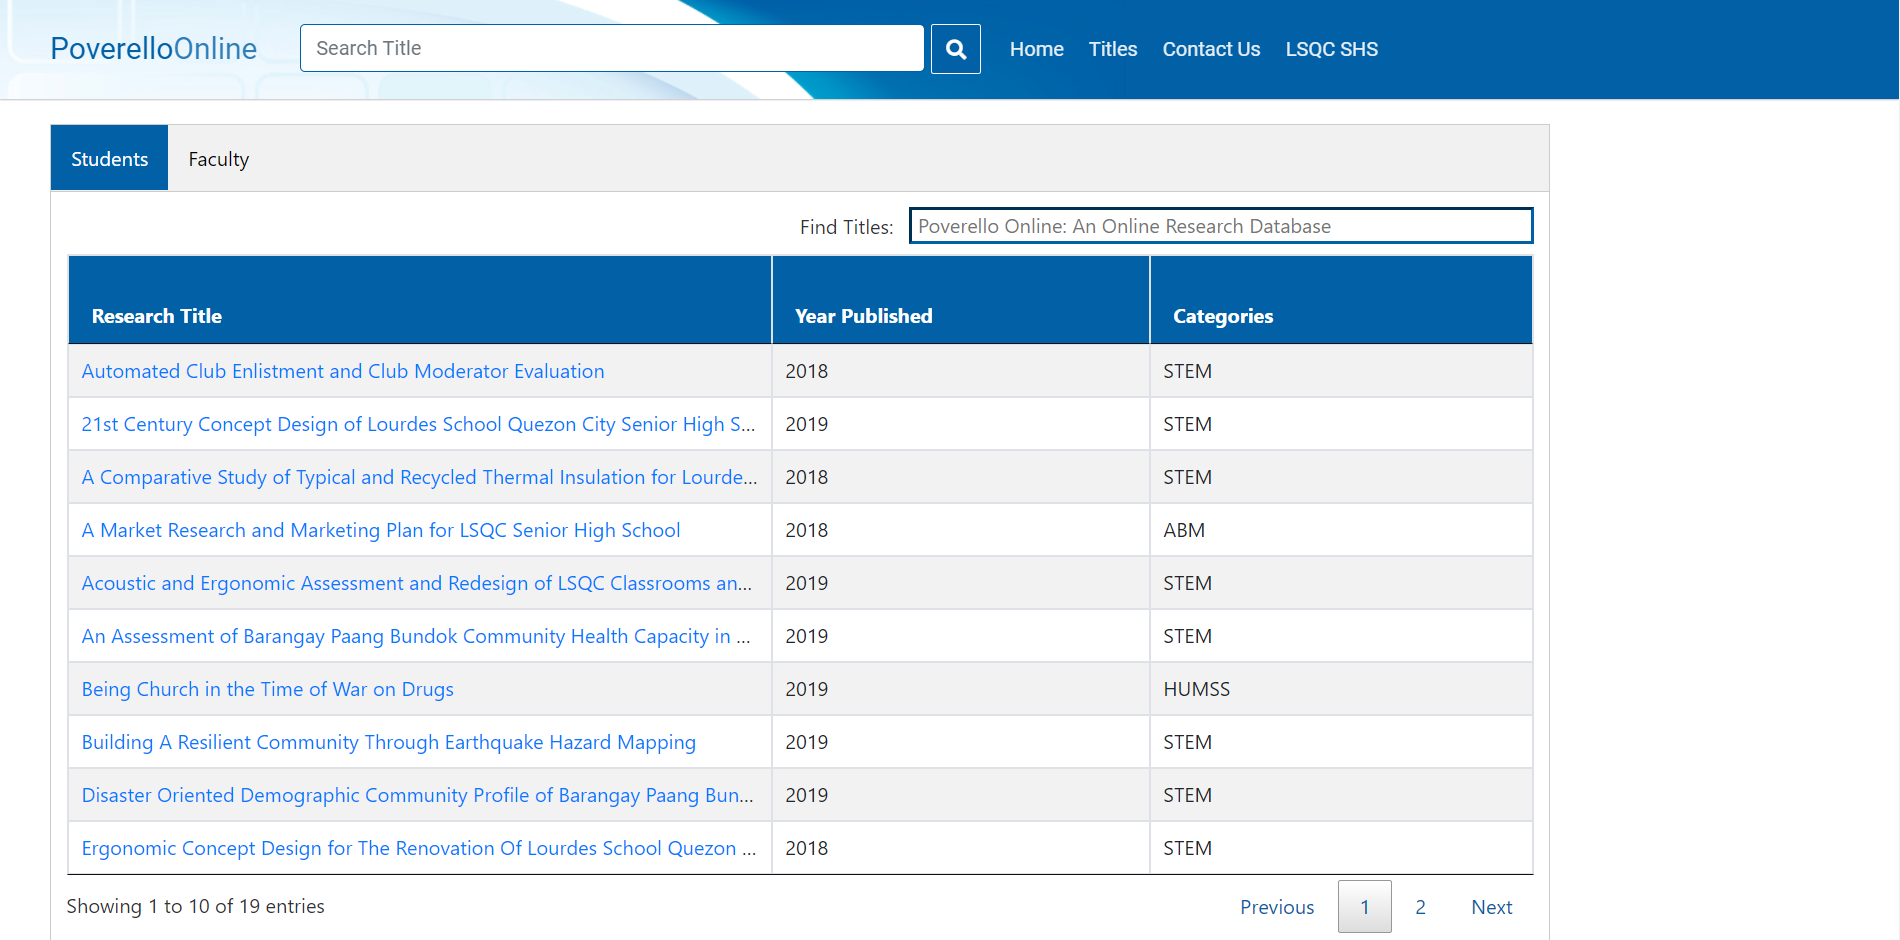 PoverelloOnline Search Title Home Titles Contact Us LSQC SHS
Students Faculty
Find Titles: Poverello Online: An Online Research Database
Research Title Year Published Categories
Automated Club Enlistment and Club Moderator Evaluation 2018 STEM
21st Century Concept Design of Lourdes School Quezon City Senior High S... 2019 STEM
A Comparative Study of Typical and Recycled Thermal Insulation for Lourde... 2018 STEM
A Market Research and Marketing Plan for LSQC Senior High School 2018 ABM
Acoustic and Ergonomic Assessment and Redesign of LSQC Classrooms an... 2019 STEM
An Assessment of Barangay Paang Bundok Community Health Capacity in ... 2019 STEM
Being Church in the Time of War on Drugs 2019 HUMSS
Building A Resilient Community Through Earthquake Hazard Mapping 2019 STEM
Disaster Oriented Demographic Community Profile of Barangay Paang Bun... 2019 STEM
Ergonomic Concept Design for The Renovation Of Lourdes School Quezon ... 2018 STEM
Showing 1 to 10 of 19 entries Previous 1 2 Next